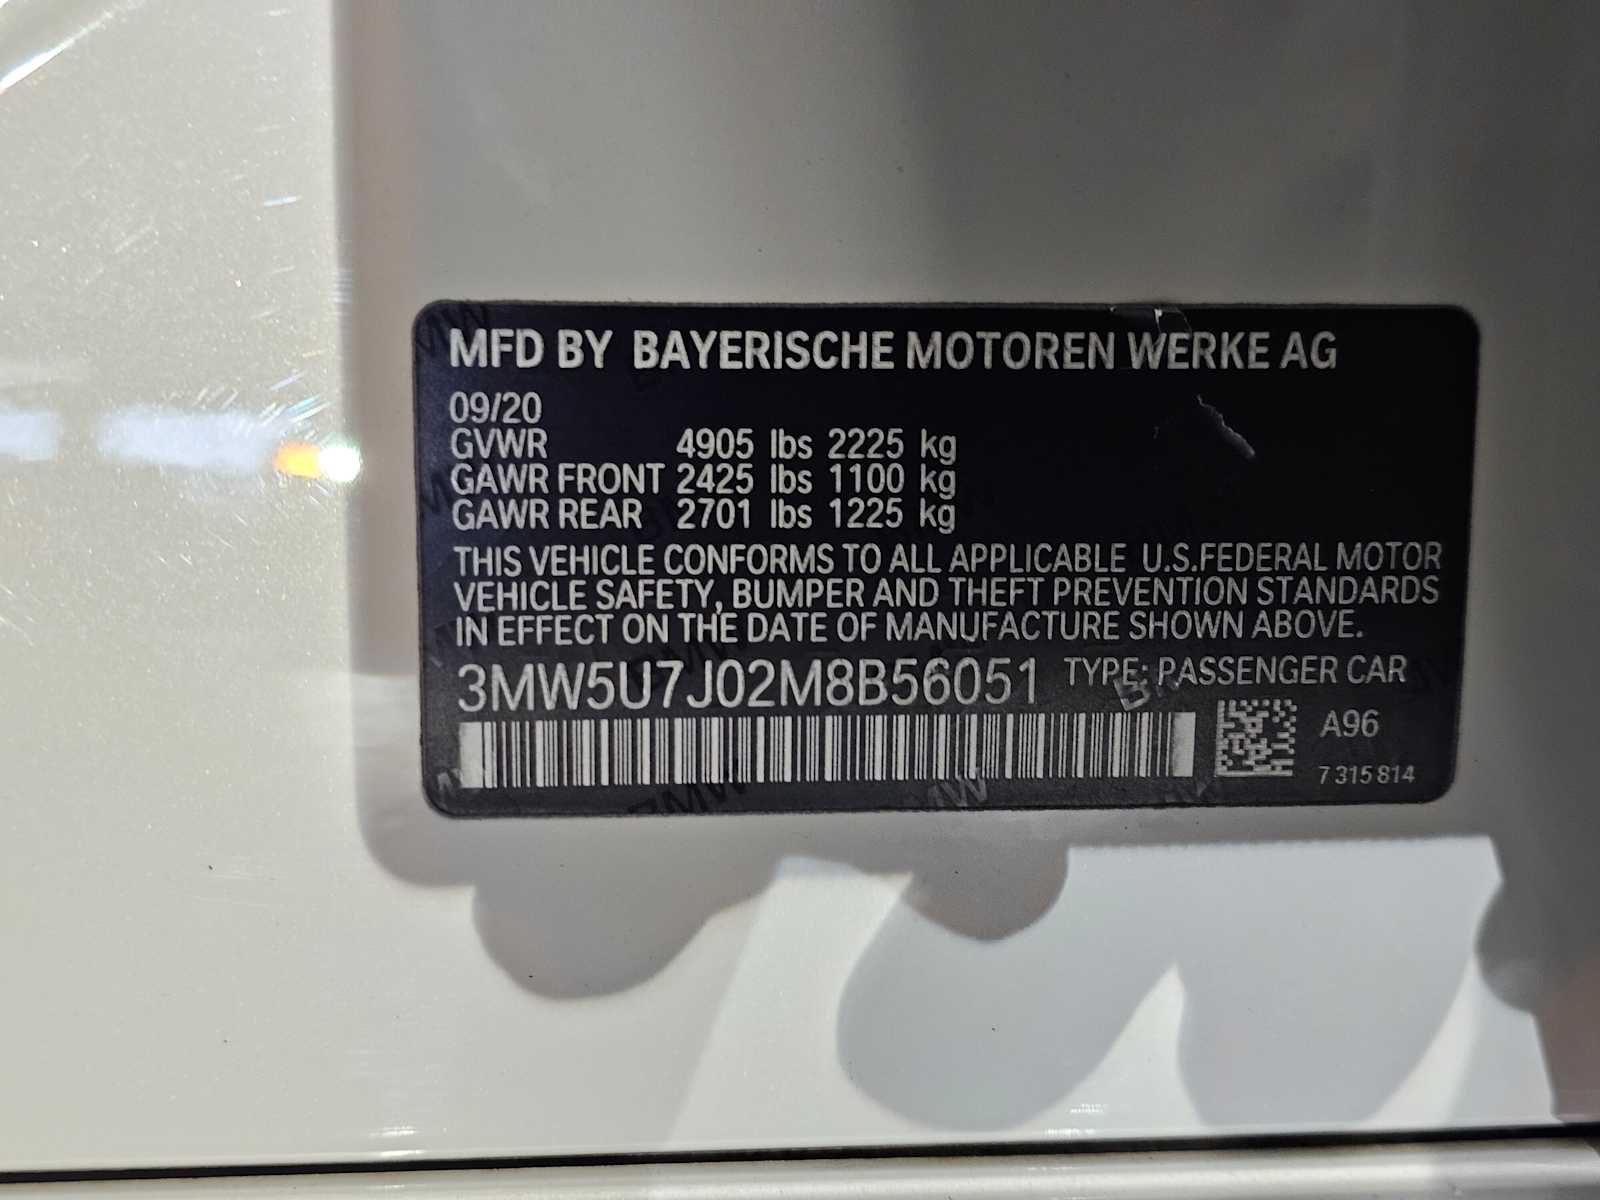 MFD BY BAYERISCHE MOTOREN WERKE AG
09/20
GVWR 4905 lbs 2225 kg
GAWR FRONT 2425 lbs 1100 kg
GAWR REAR 2701 lbs 1225 kg
THIS VEHICLE CONFORMS TO ALL APPLICABLE U.S.FEDERAL MOTOR
VEHICLE SAFETY, BUMPER AND THEFT PREVENTION STANDARDS
IN EFFECT ON THE DATE OF MANUFACTURE SHOWN ABOVE.
3MW5U7J02M8B56051 TYPE: PASSENGER CAR
A96
7 315 814